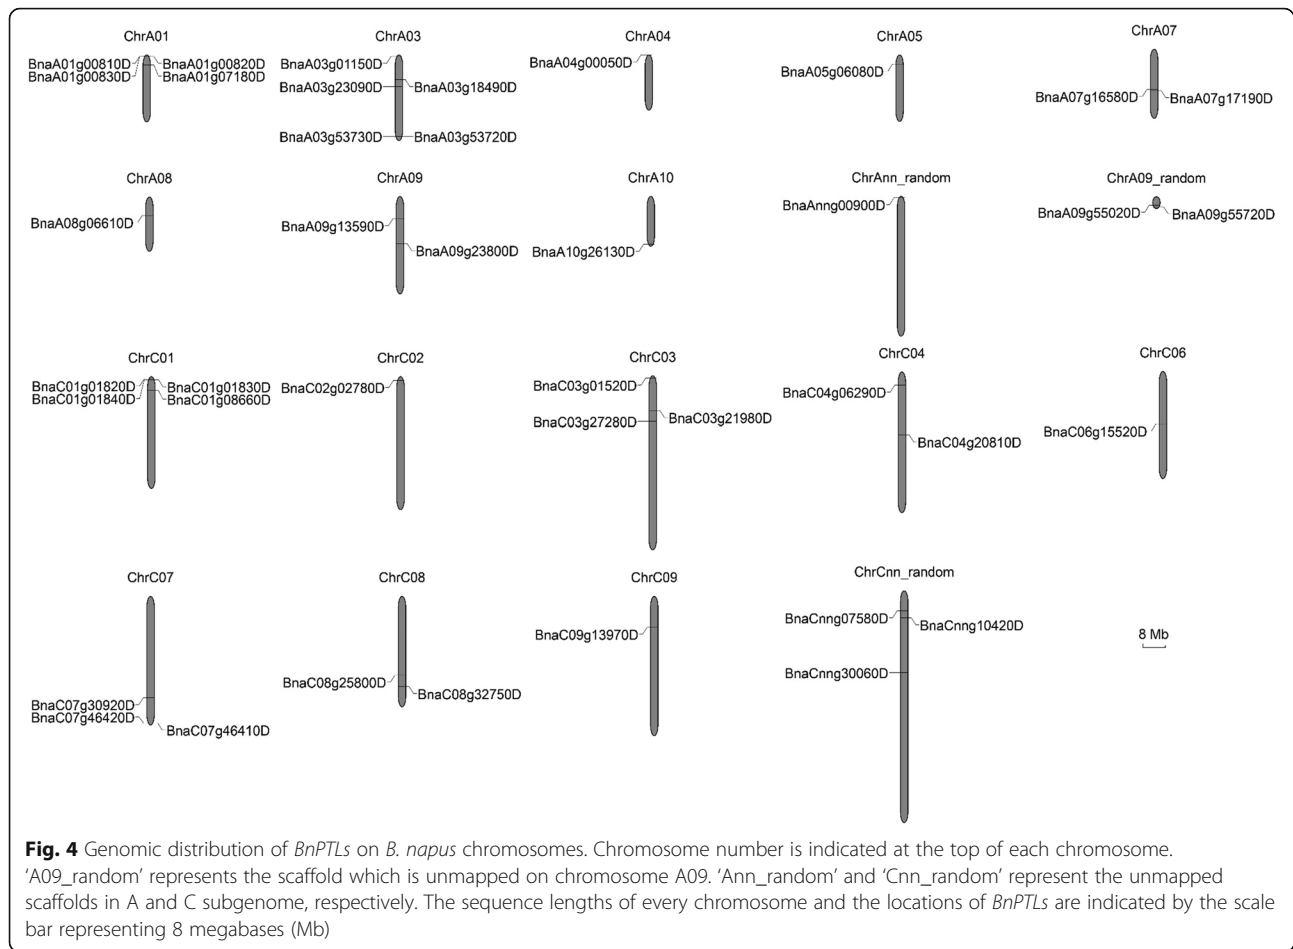 ChrA01
ChrA03
ChrA04
ChrA05
ChrA07
BnaA01g00810D
BnaA01g00820D
BnaA01g00830D
BnaA01g07180D
BnaA03g01150D
BnaA03g23090D
BnaA03g18490D
BnaA03g53730D
BnaA03g53720D
BnaA04g00050D
BnaA05g06080D
BnaA07g16580D
BnaA07g17190D
ChrA08
ChrA09
ChrA10
ChrAnn_random
ChrA09_random
BnaA08g06610D
BnaA09g13590D
BnaA09g23800D
BnaA10g26130D
BnaAnng00900D
BnaA09g55020D
BnaA09g55720D
ChrC01
ChrC02
ChrC03
ChrC04
ChrC06
BnaC01g01820D
BnaC01g01830D
BnaC01g01840D
BnaC01g08660D
BnaC02g02780D
BnaC03g01520D
BnaC03g27280D
BnaC03g21980D
BnaC04g06290D
BnaC04g20810D
BnaC06g15520D
ChrC07
ChrC08
ChrC09
ChrCnn_random
BnaC07g30920D
BnaC07g46420D
BnaC07g46410D
BnaC08g25800D
BnaC08g32750D
BnaC09g13970D
BnaCnng07580D
BnaCnng10420D
BnaCnng30060D
8 Mb
Fig. 4 Genomic distribution of BnPTLs on B. napus chromosomes. Chromosome number is indicated at the top of each chromosome.
'A09_random' represents the scaffold which is unmapped on chromosome A09. 'Ann_random' and 'Cnn_random' represent the unmapped
scaffolds in A and C subgenome, respectively. The sequence lengths of every chromosome and the locations of BnPTLs are indicated by the scale
bar representing 8 megabases (Mb)